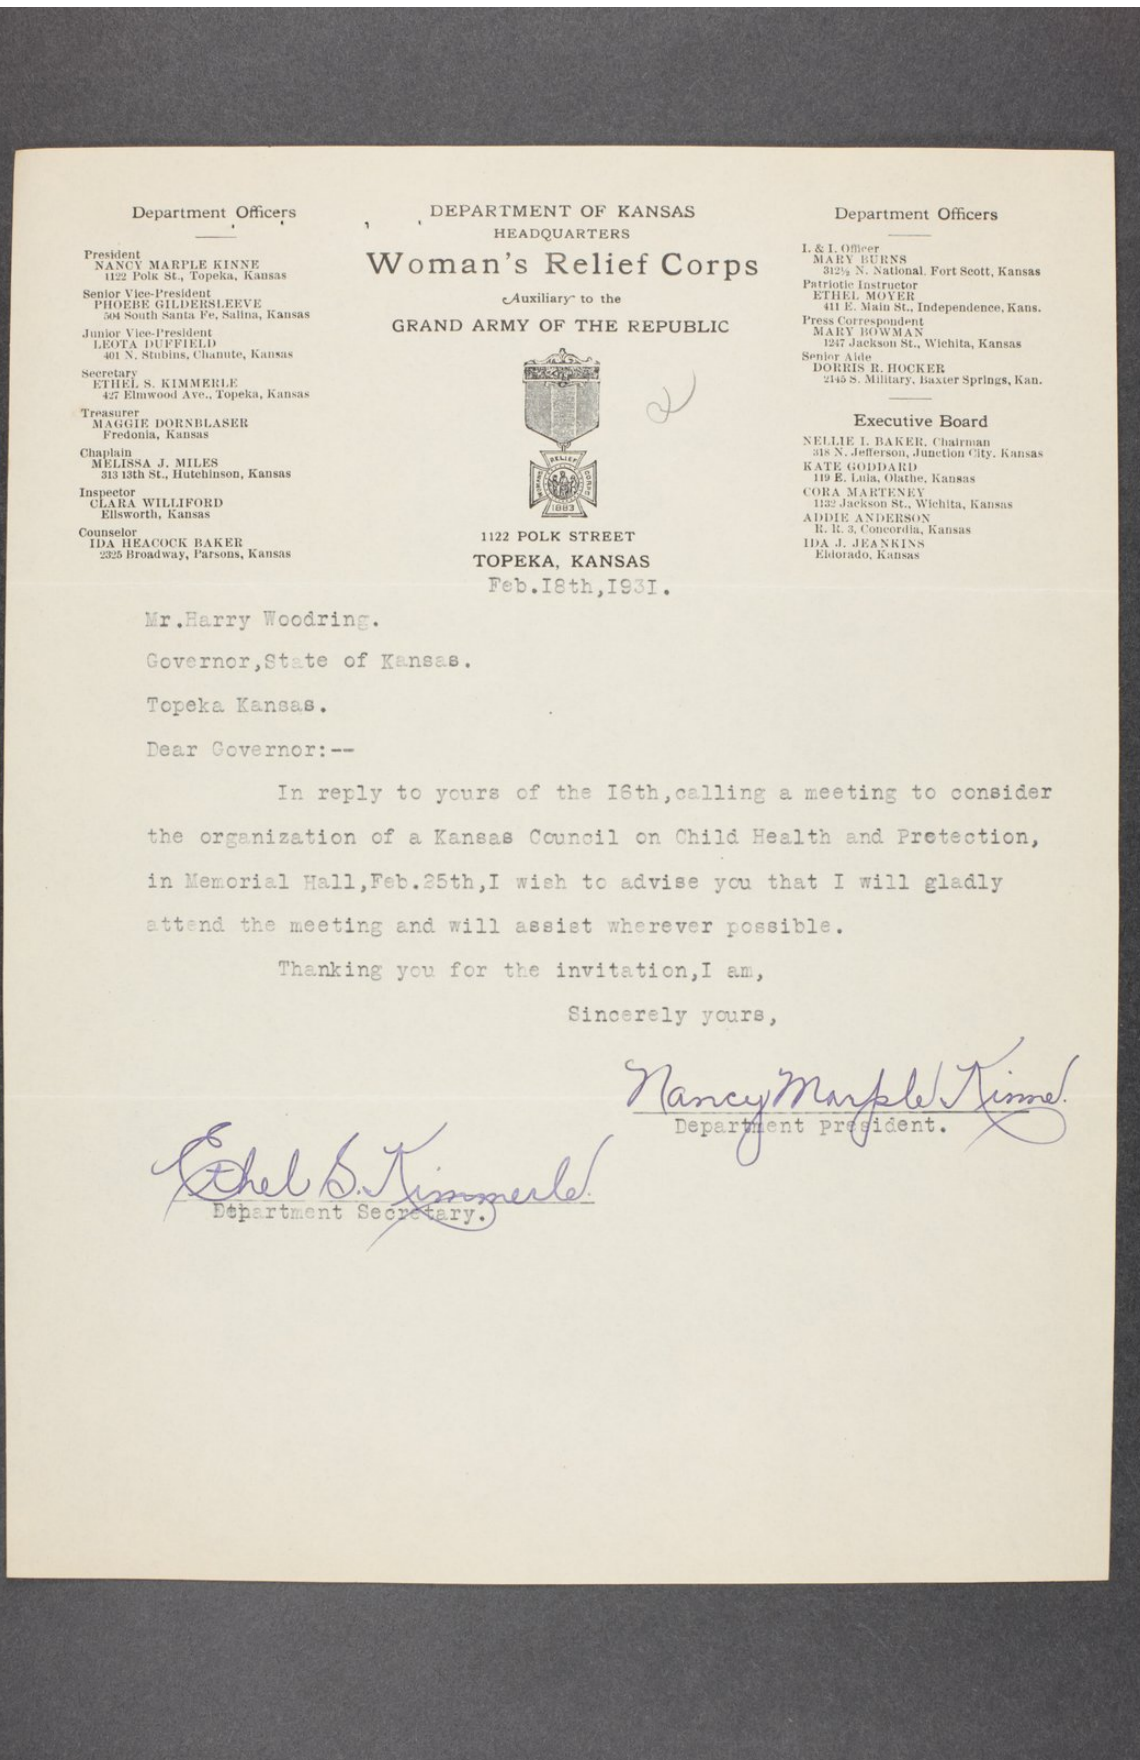 Department Officers
President
NANCY MARPLE KINNE
1122 Polk St., Topeka, Kansas
Senior Vice-President
PHOEBE GILDERSLEEVE
504 South Santa Fe, Salina, Kansas
Junior Vice-President
LEOTA DUFFIELD
401 N. Stubins, Chanute, Kansas
Secretary
ETHEL S. KIMMERLE
427 Elmwood Ave., Topeka, Kansas
Treasurer
MAGGIE DORNBLASER
Fredonia, Kansas
Chaplain
MELISSA J. MILES
313 13th St., Hutchinson, Kansas
Inspector
CLARA WILLIFORD
Ellsworth, Kansas
Counselor
IDA HEACOCK BAKER
2325 Broadway, Parsons, Kansas
DEPARTMENT OF KANSAS
HEADQUARTERS
Woman's Relief Corps
Auxiliary to the
GRAND ARMY OF THE REPUBLIC
RELIEF
WOMANS
CORPS
1883
1122 POLK STREET
TOPEKA, KANSAS
Department Officers
I. & I. Officer
MARY BURNS
312½ N. National, Fort Scott, Kansas
Patriotic Instructor
ETHEL MOYER
411 E. Main St., Independence, Kans.
Press Correspondent
MARY BOWMAN
1247 Jackson St., Wichita, Kansas
Senior Aide
DORRIS R. HOCKER
2145 S. Military, Baxter Springs, Kan.
Executive Board
NELLIE I. BAKER, Chairman
318 N. Jefferson, Junction City, Kansas
KATE GODDARD
119 E. Lula, Olathe, Kansas
CORA MARTENEY
1132 Jackson St., Wichita, Kansas
ADDIE ANDERSON
R. R. 3, Concordia, Kansas
IDA J. JEANKINS
Eldorado, Kansas
Feb.I8th,I93I.
Mr.Harry Woodring.
Governor,State of Kansas.
Topeka Kansas.
Dear Governor:--
In reply to yours of the I6th,calling a meeting to consider
the organization of a Kansas Council on Child Health and Protection,
in Memorial Hall,Feb.25th,I wish to advise you that I will gladly
attend the meeting and will assist wherever possible.
Thanking you for the invitation,I am,
Sincerely yours,
Nancy Marple Kinne.
Department President.
Ethel S. Kimmerle.
Department Secretary.